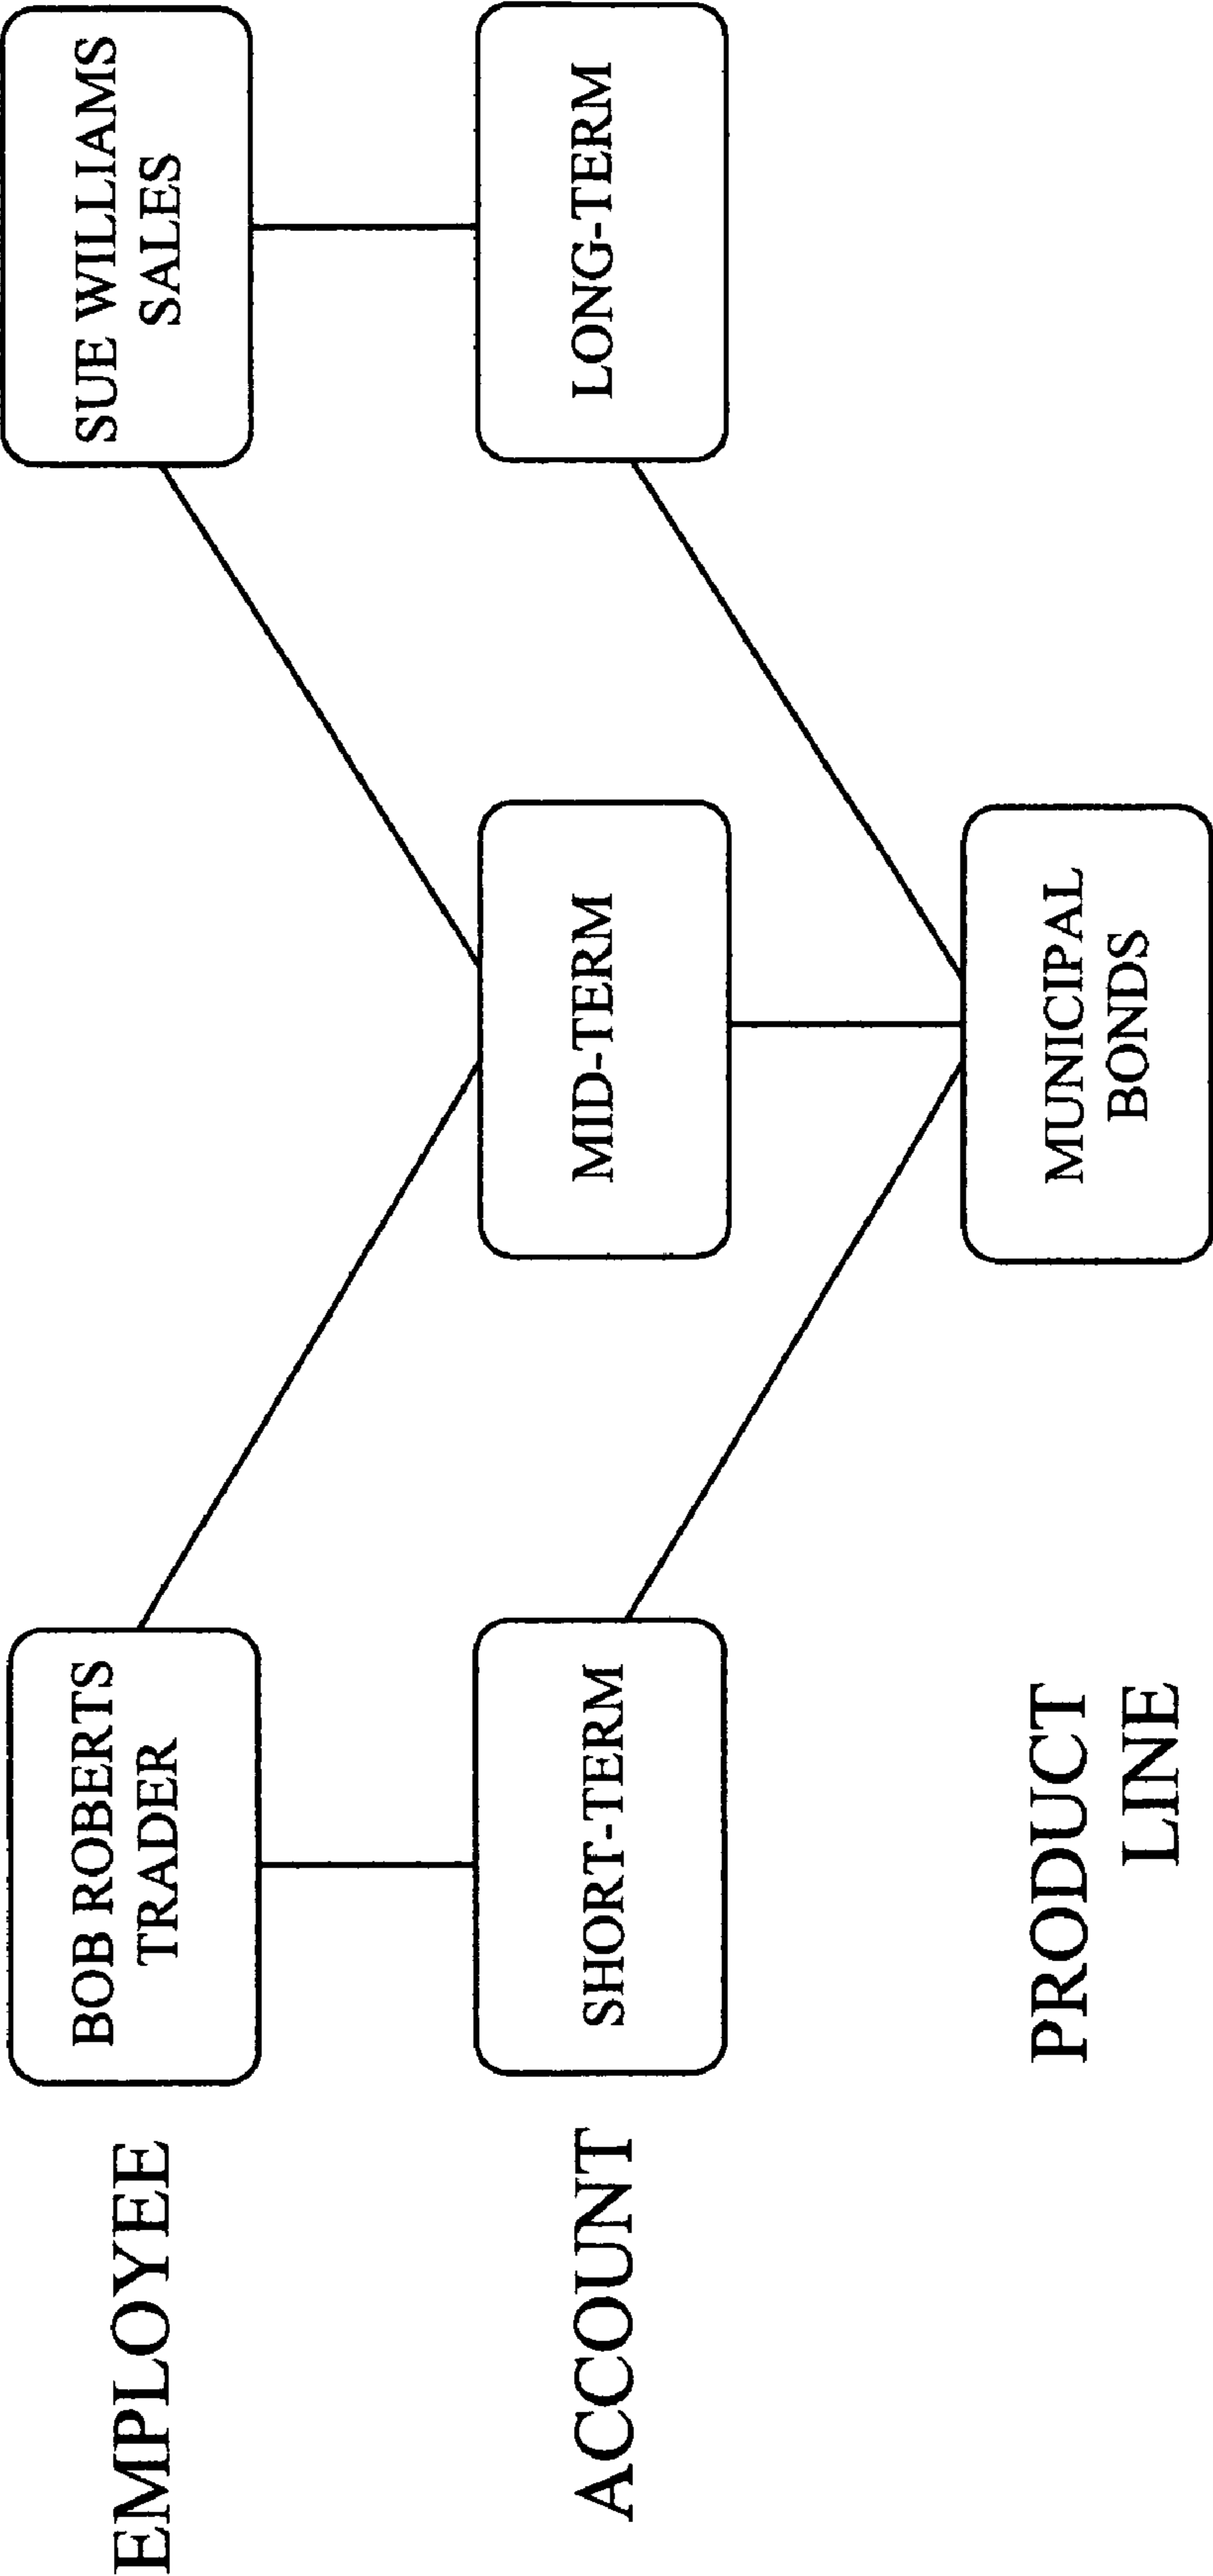 EMPLOYEE
BOB ROBERTS
TRADER
SUE WILLIAMS
SALES
ACCOUNT
SHORT-TERM
MID-TERM
LONG-TERM
PRODUCT
LINE
MUNICIPAL
BONDS